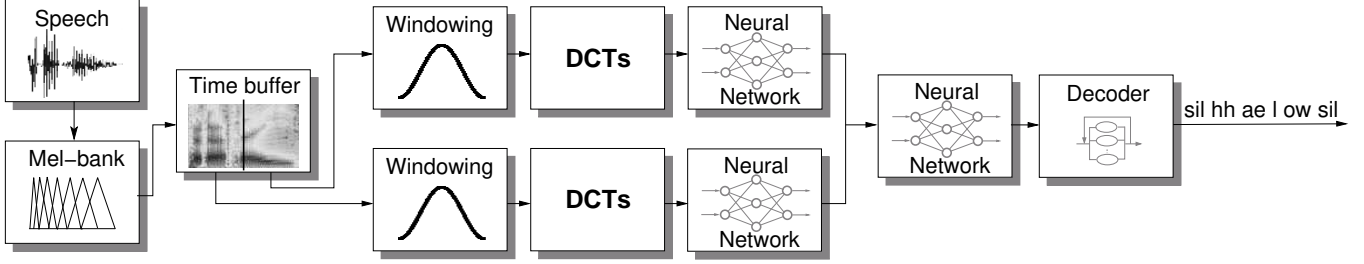 Speech
Mel-bank
Time buffer
Windowing
DCTs
Neural
Network
Windowing
DCTs
Neural
Network
Neural
Network
Decoder
sil hh ae l ow sil